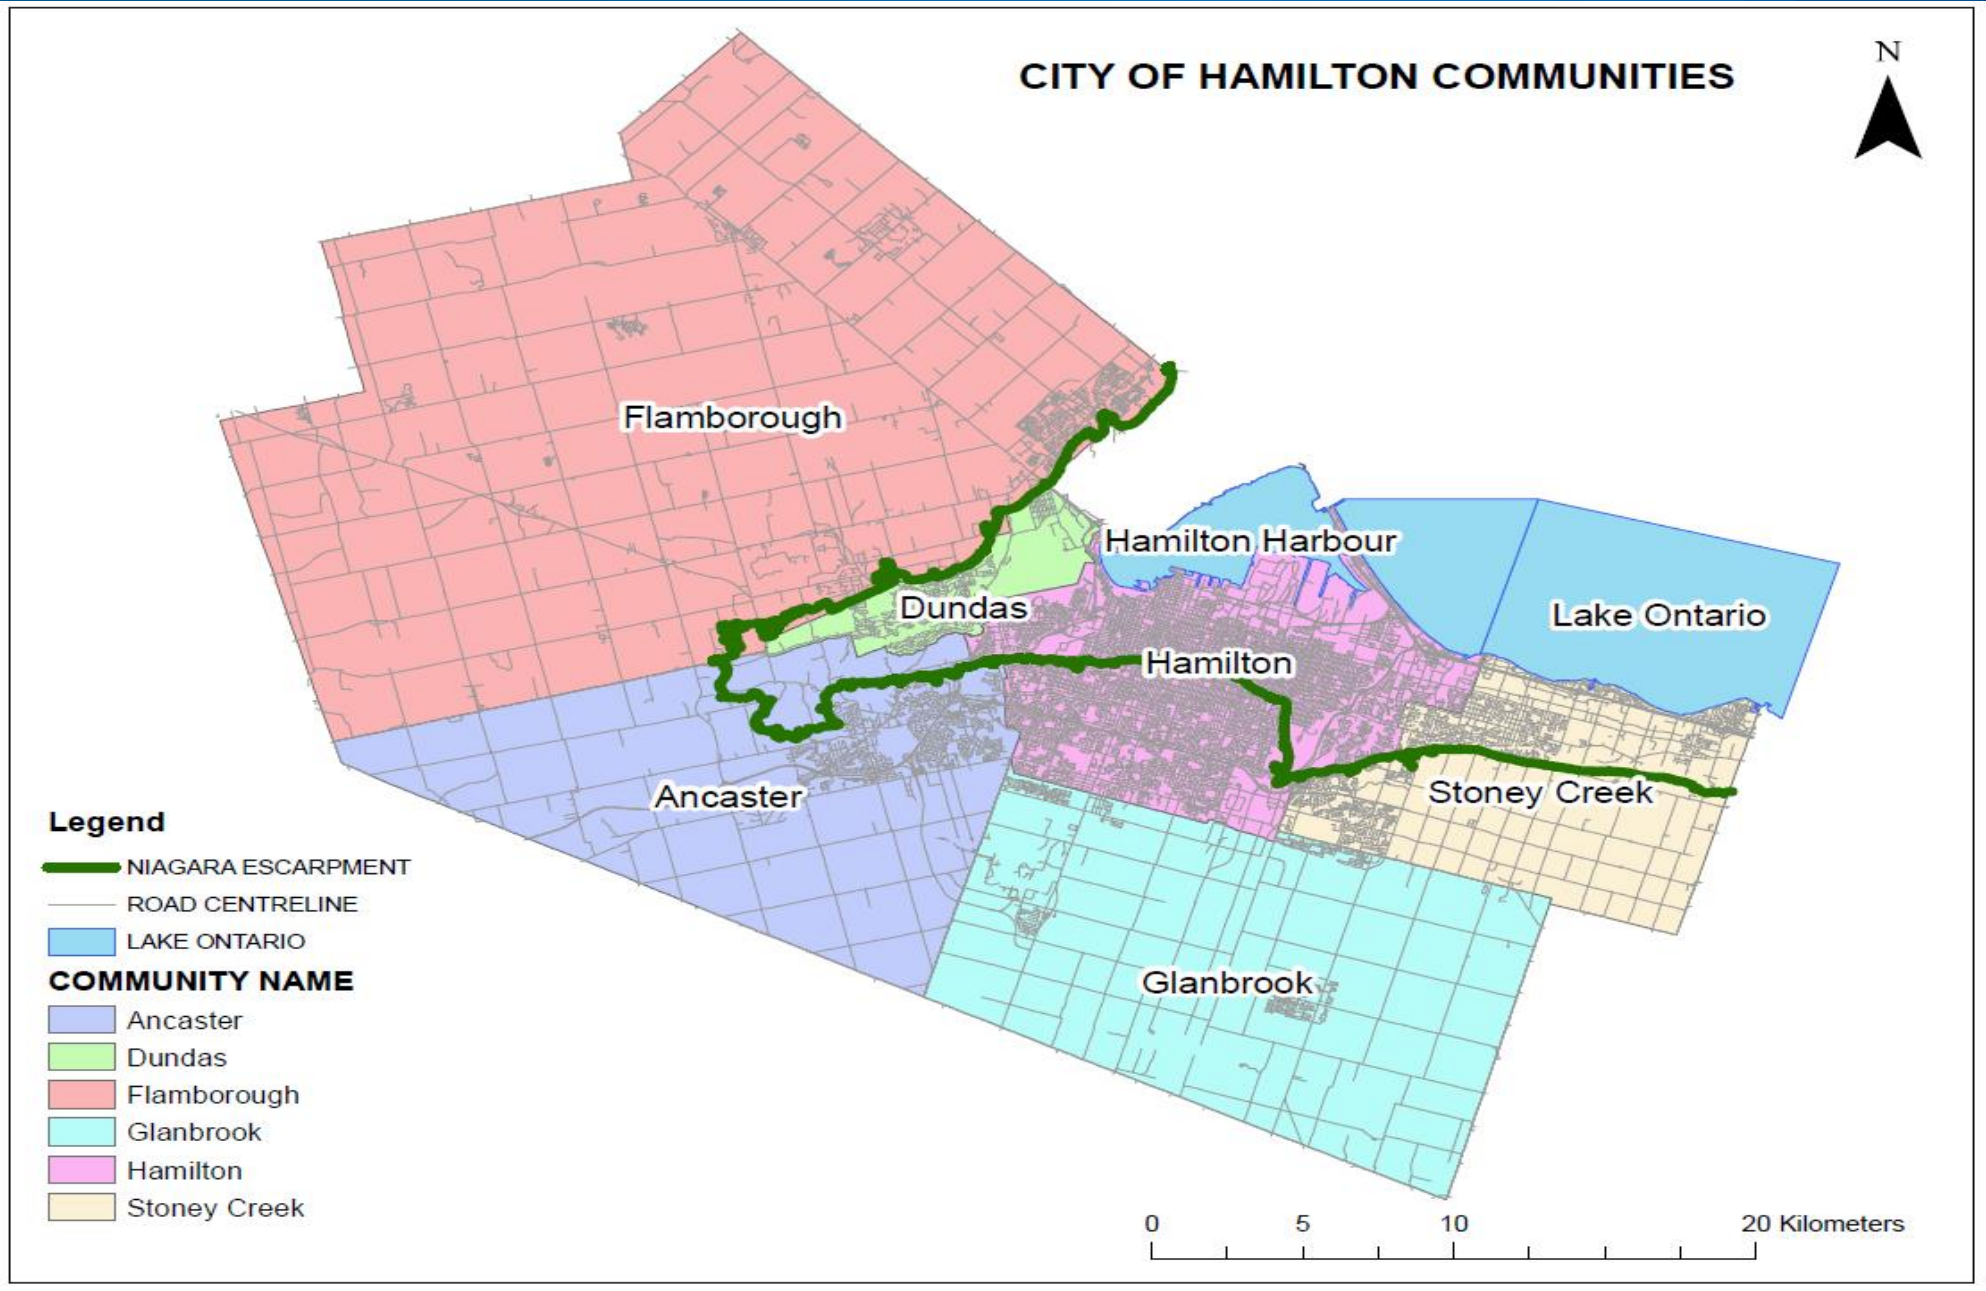 CITY OF HAMILTON COMMUNITIES
N
Flamborough
Hamilton Harbour
Dundas
Lake Ontario
Hamilton
Ancaster
Stoney Creek
Glanbrook
Legend
NIAGARA ESCARPMENT
ROAD CENTRELINE
LAKE ONTARIO
COMMUNITY NAME
Ancaster
Dundas
Flamborough
Glanbrook
Hamilton
Stoney Creek
0 5 10 20 Kilometers